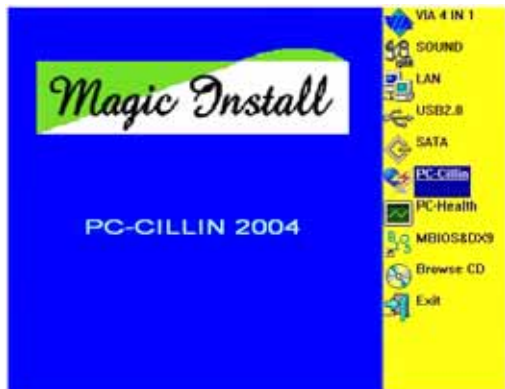 Magic Install
PC-CILLIN 2004
VIA 4 IN 1
SOUND
LAN
USB2.0
SATA
PC-Cillin
PC-Health
MBIOS&DX9
Browse CD
Exit